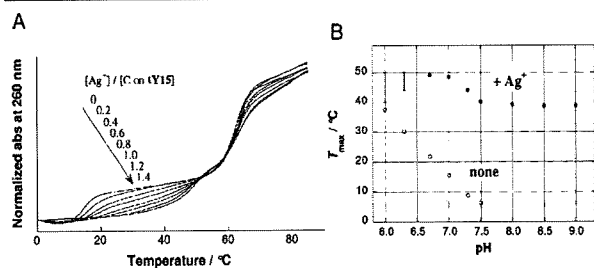 A
Normalized abs at 260 nm
[Ag⁺] / [C on tY15]
0
0.2
0.4
0.6
0.8
1.0
1.2
1.4
0 20 40 60 80
Temperature / °C
B
Tmax / °C
60
50
40
30
20
10
0
+ Ag⁺
none
6.0 6.5 7.0 7.5 8.0 8.5 9.0
pH